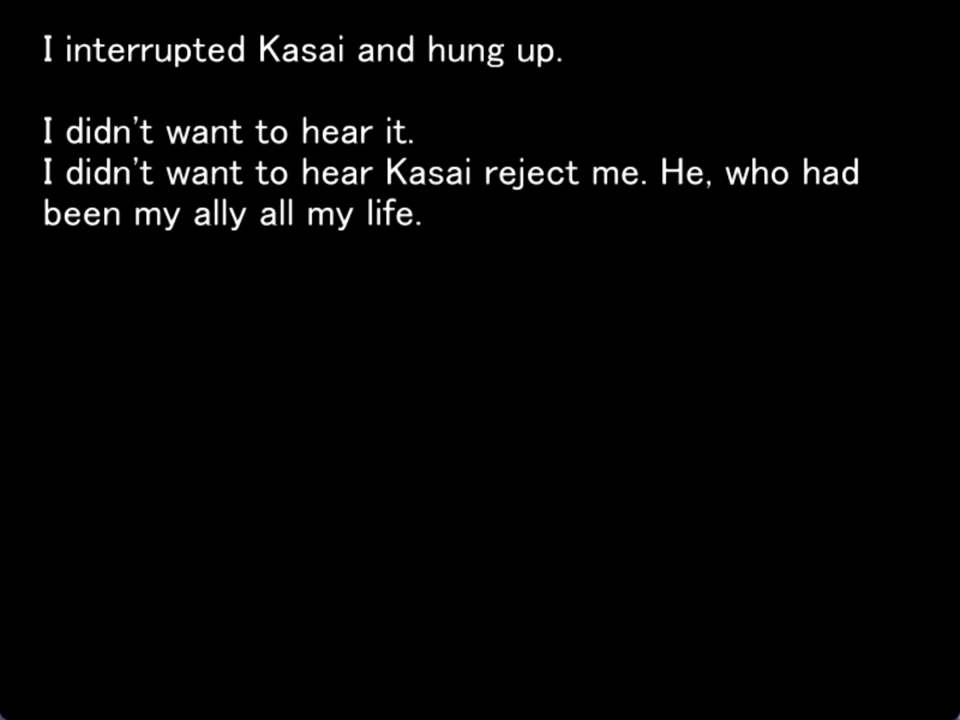 I interrupted Kasai and hung up.
I didn't want to hear it.
I didn't want to hear Kasai reject me. He, who had
been my ally all my life.